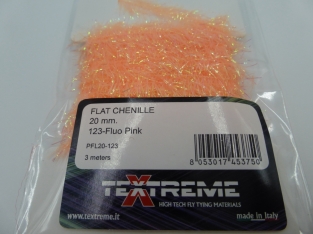 FLAT CHENILLE
20 mm.
123-Fluo Pink
PFL20-123
3 meters
8 053017 453750
TEXTREME
HIGH TECH FLY TYING MATERIALS
www.textreme.it
made in Italy